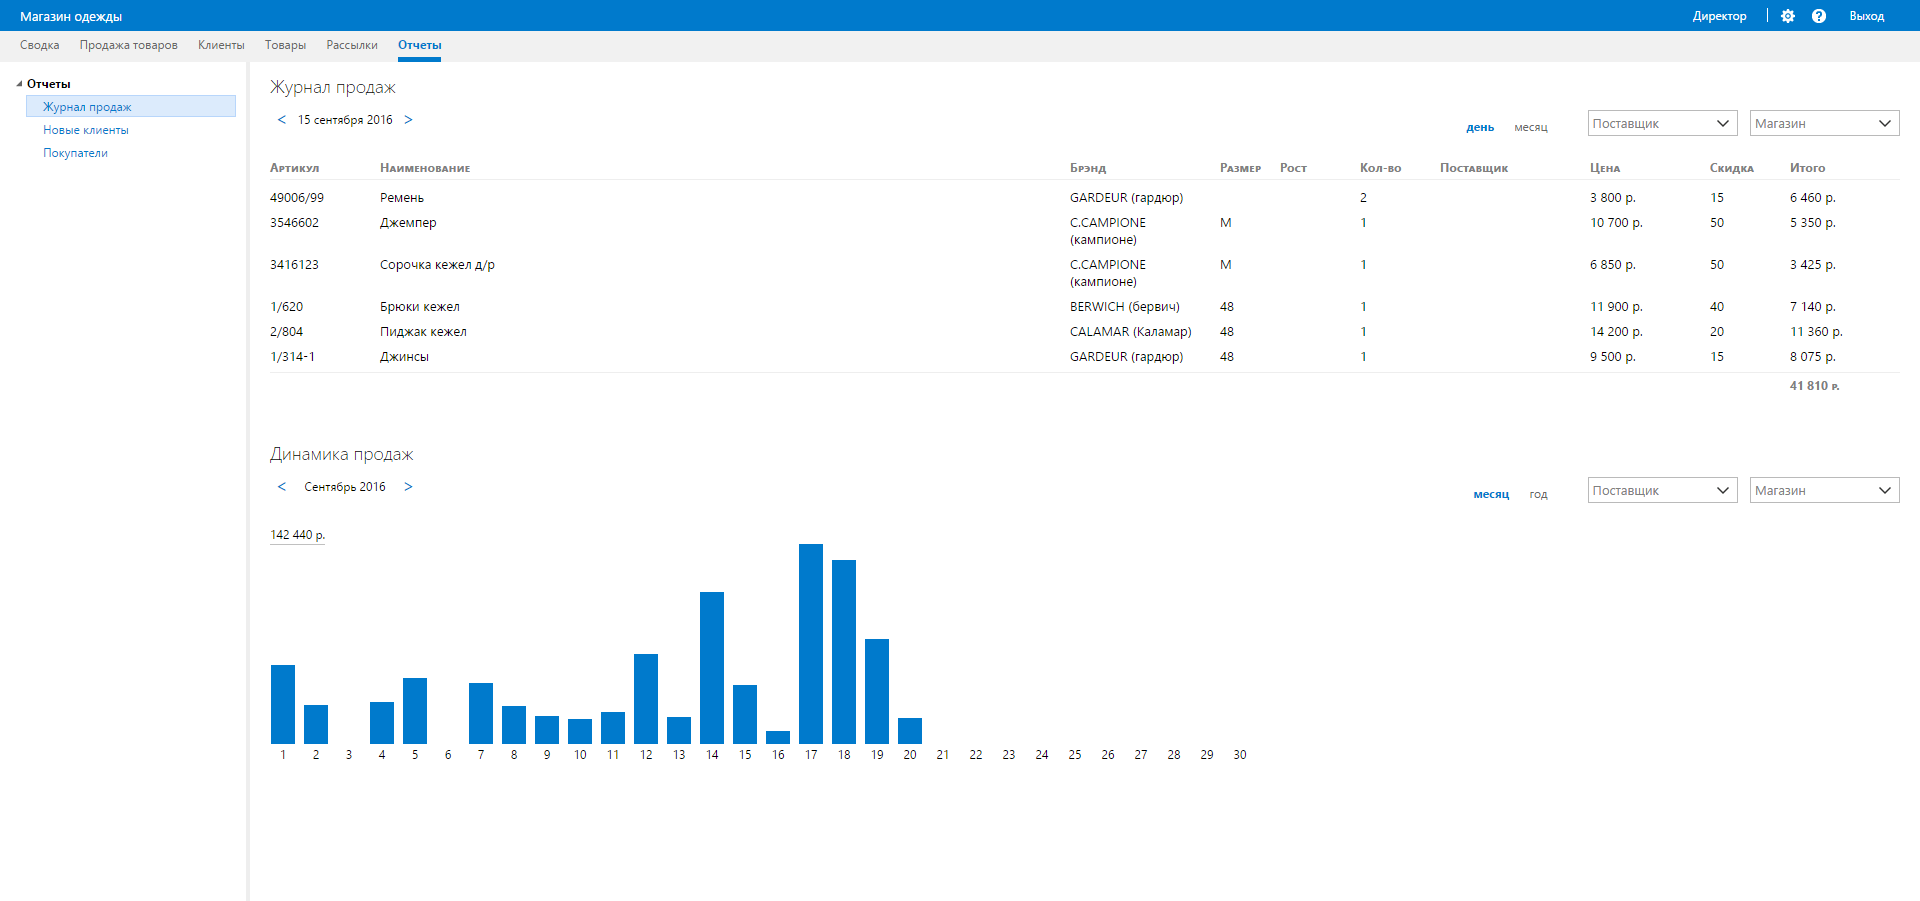 Магазин одежды Директор Выход
Сводка Продажа товаров Клиенты Товары Рассылки Отчеты
Отчеты
Журнал продаж
Новые клиенты
Покупатели
Журнал продаж
< 15 сентября 2016 >
день месяц Поставщик Магазин
Артикул Наименование Брэнд Размер Рост Кол-во Поставщик Цена Скидка Итого
49006/99 Ремень GARDEUR (гардюр) 2 3 800 р. 15 6 460 р.
3546602 Джемпер C.CAMPIONE M 1 10 700 р. 50 5 350 р.
(кампионе)
3416123 Сорочка кежел д/р C.CAMPIONE M 1 6 850 р. 50 3 425 р.
(кампионе)
1/620 Брюки кежел BERWICH (бервич) 48 1 11 900 р. 40 7 140 р.
2/804 Пиджак кежел CALAMAR (Каламар) 48 1 14 200 р. 20 11 360 р.
1/314-1 Джинсы GARDEUR (гардюр) 48 1 9 500 р. 15 8 075 р.
41 810 р.
Динамика продаж
< Сентябрь 2016 >
месяц год Поставщик Магазин
142 440 р.
1 2 3 4 5 6 7 8 9 10 11 12 13 14 15 16 17 18 19 20 21 22 23 24 25 26 27 28 29 30